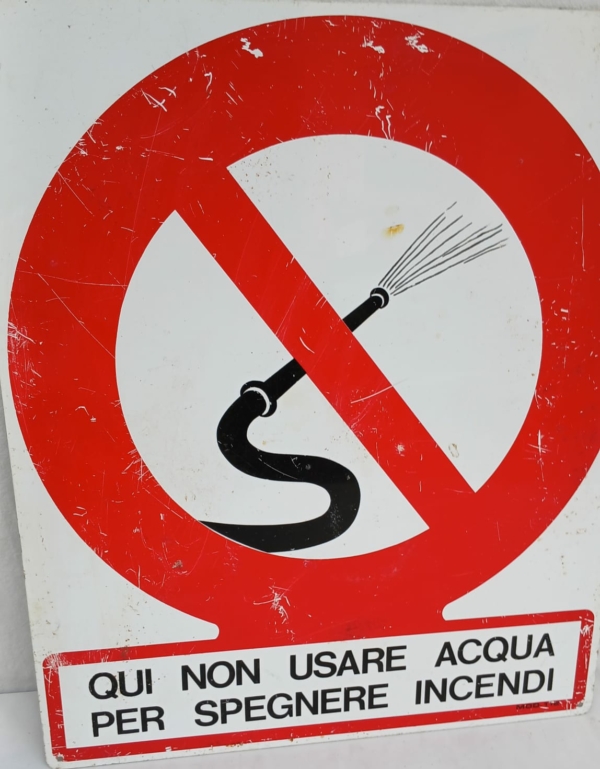 QUI NON USARE ACQUA
PER SPEGNERE INCENDI